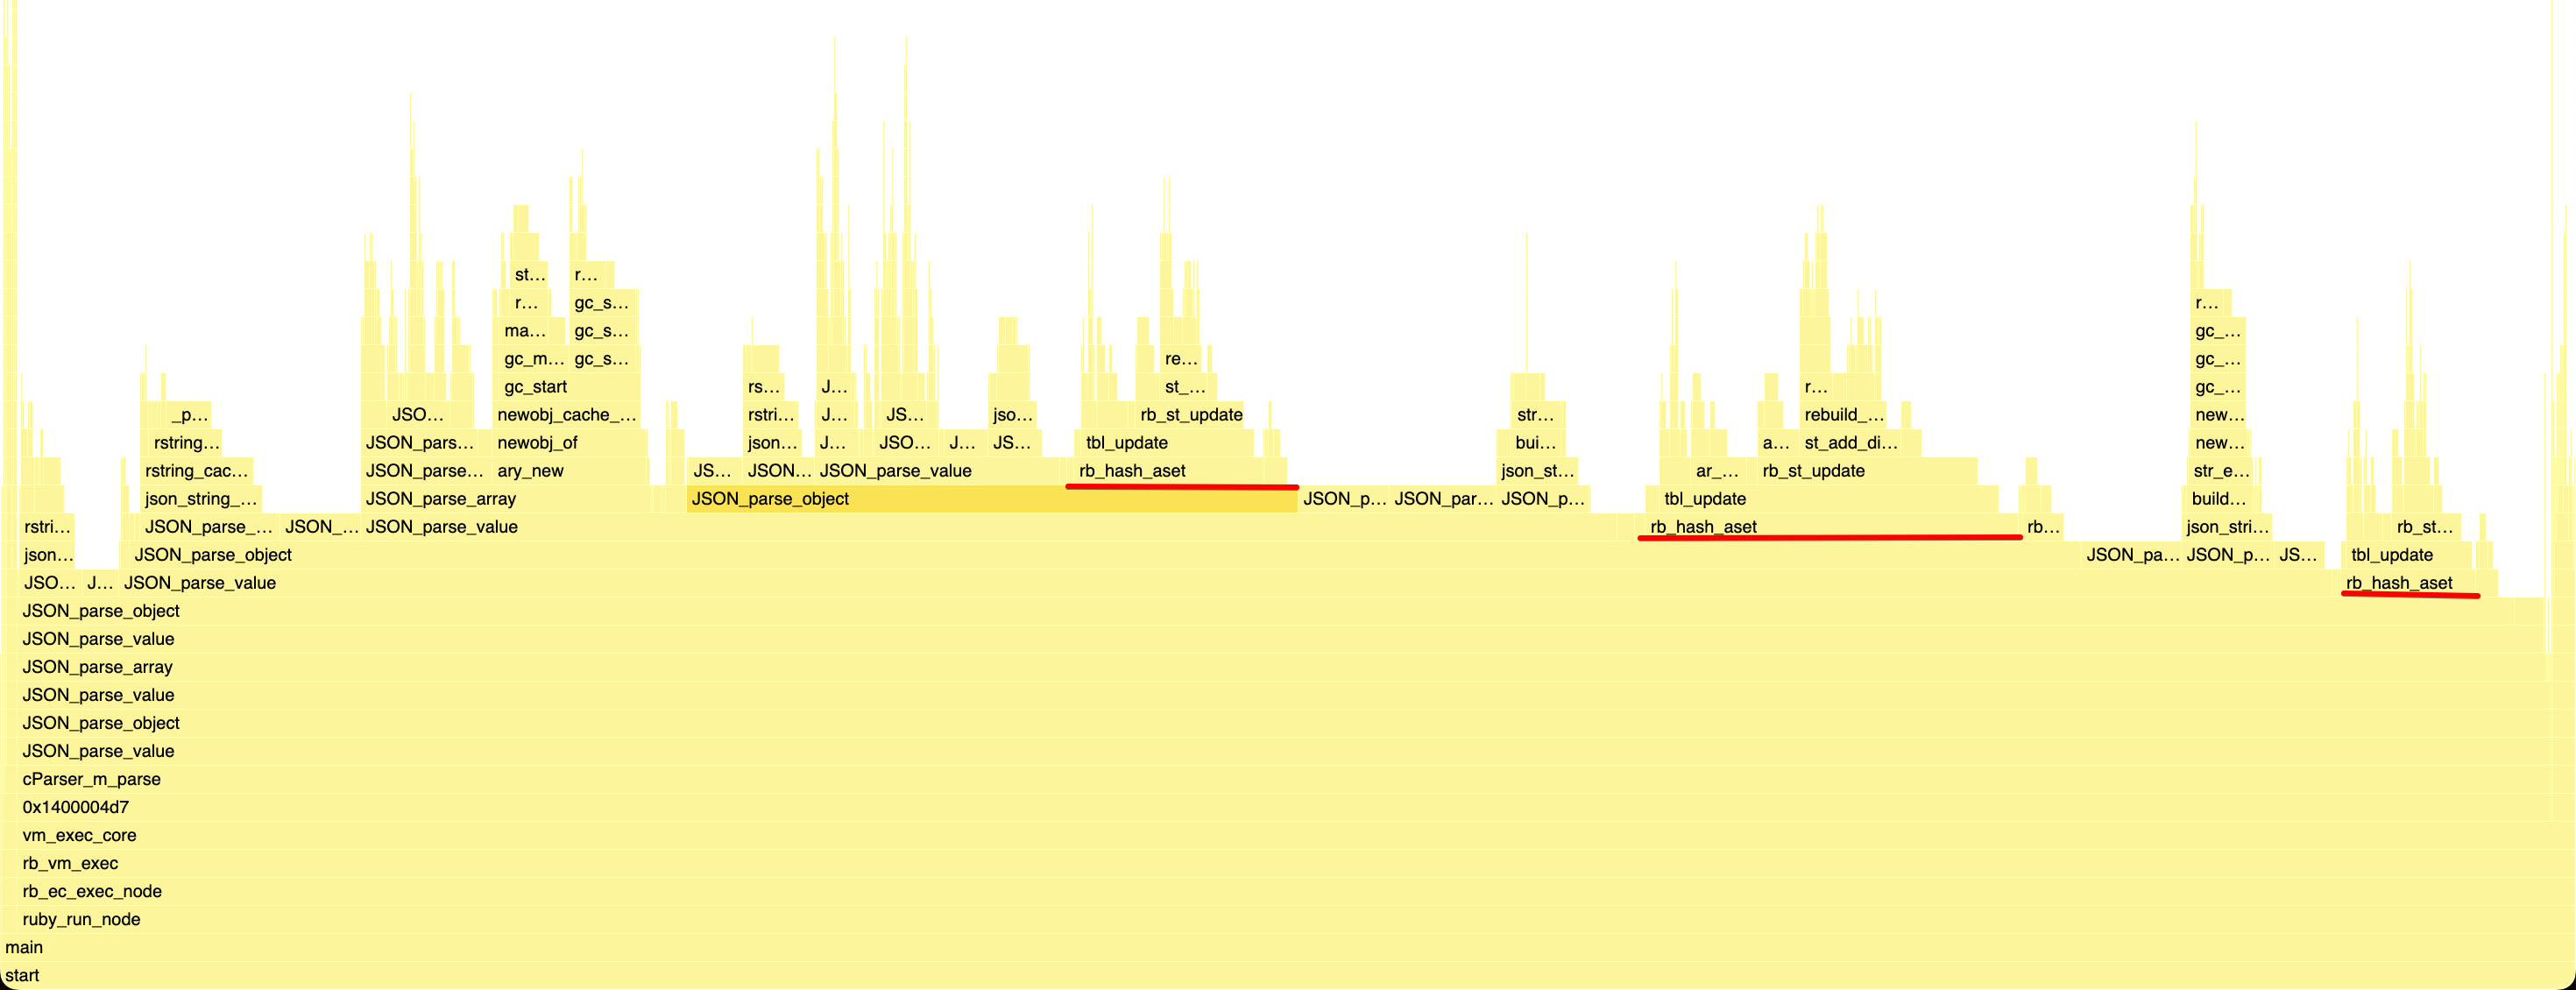 st... r...
r... gc_s...
r...
ma... gc_s...
gc_...
gc_m... gc_s... re... gc_...
gc_start rs... J... st_... r... gc_...
_p... JSO... newobj_cache_... rstri... J... JS... jso... rb_st_update str... rebuild_... new...
rstring... JSON_pars... newobj_of json... J... JSO... J... JS... tbl_update bui... a... st_add_di... new...
rstring_cac... JSON_parse... ary_new JS... JSON... JSON_parse_value rb_hash_aset json_st... ar_... rb_st_update str_e...
json_string_... JSON_parse_array JSON_parse_object JSON_p... JSON_par... JSON_p... tbl_update build...
rstri... JSON_parse_... JSON_... JSON_parse_value rb_hash_aset rb... json_stri... rb_st...
json... JSON_parse_object JSON_pa... JSON_p... JS... tbl_update
JSO... J... JSON_parse_value rb_hash_aset
JSON_parse_object
JSON_parse_value
JSON_parse_array
JSON_parse_value
JSON_parse_object
JSON_parse_value
cParser_m_parse
0x1400004d7
vm_exec_core
rb_vm_exec
rb_ec_exec_node
ruby_run_node
main
start